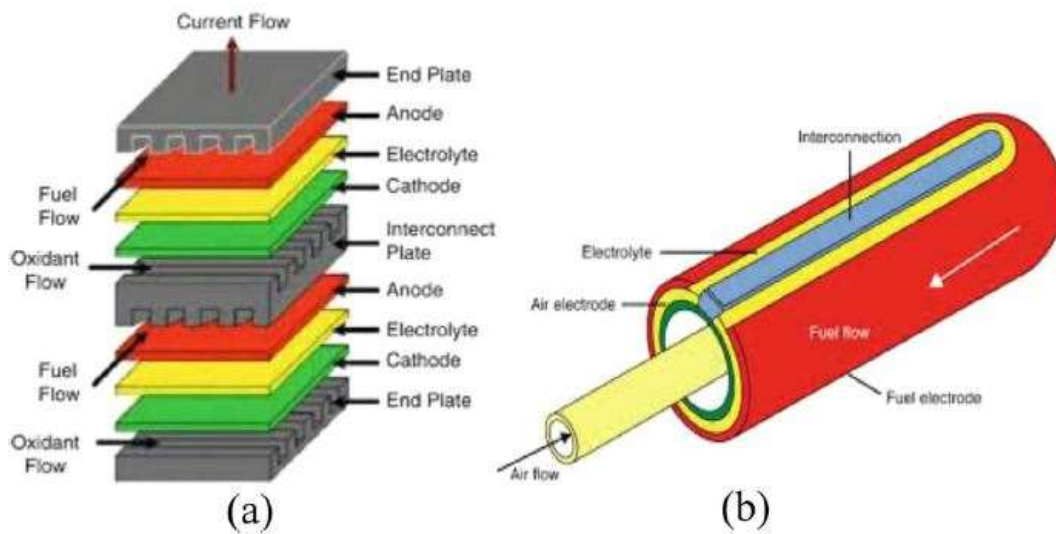 Current Flow
End Plate
Anode
Electrolyte
Cathode
Fuel
Flow
Interconnect
Plate
Oxidant
Flow
Anode
Electrolyte
Cathode
Fuel
Flow
End Plate
Oxidant
Flow
(a)
Interconnection
Electrolyte
Air electrode
Fuel flow
Fuel electrode
Air flow
(b)